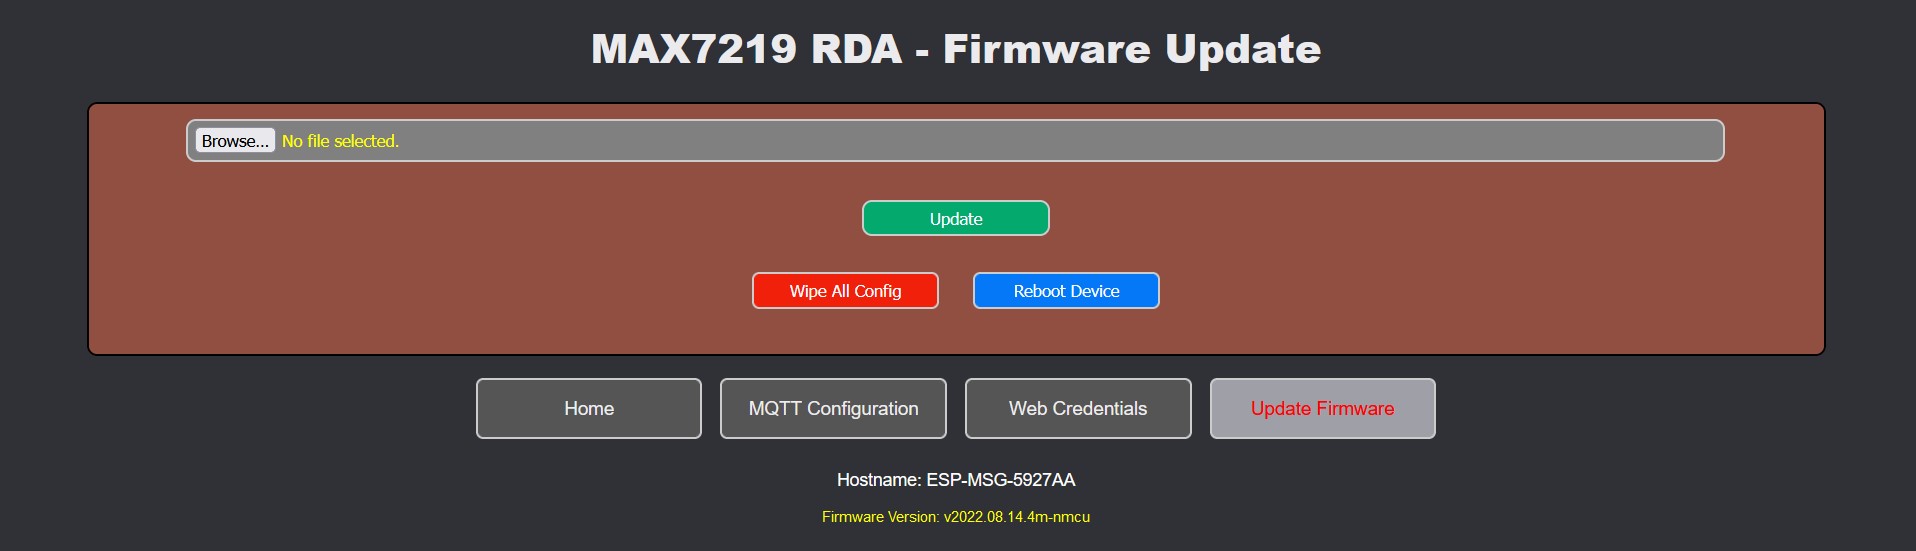 MAX7219 RDA - Firmware Update
Browse... No file selected.
Update
Wipe All Config Reboot Device
Home MQTT Configuration Web Credentials Update Firmware
Hostname: ESP-MSG-5927AA
Firmware Version: v2022.08.14.4m-nmcu